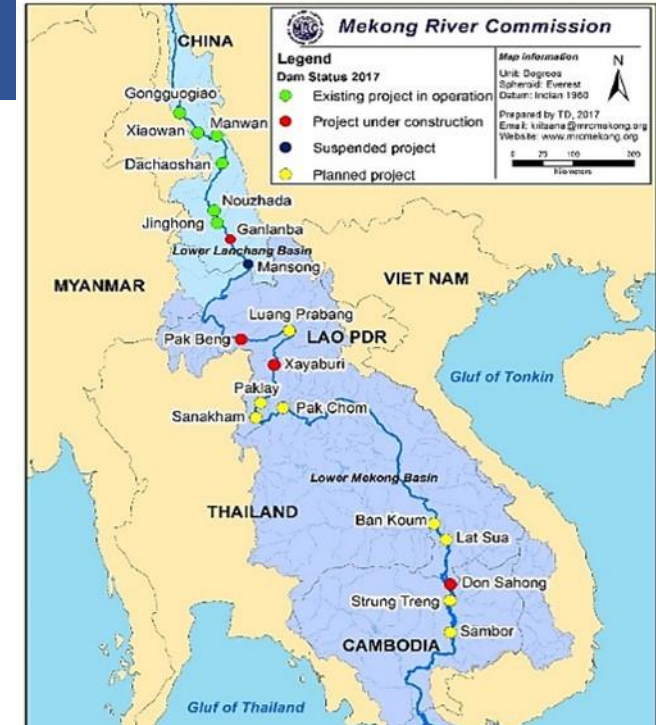 MRC
Mekong River Commission
Legend
Dam Status 2017
Existing project in operation
Project under construction
Suspended project
Planned project
Map information
Unit: Degrees
Spheroid: Everest
Datum: Indian 1960
Prepared by TD, 2017
Website: www.mrcmekong.org
N
0
Kilometers
CHINA
Gongguoqiao
Xiaowan
Manwan
Dachaoshan
Nouzhada
Jinghong
Ganlanba
Lower Lanchang Basin
Mansong
MYANMAR
VIET NAM
Luang Prabang
Pak Beng
LAO PDR
Xayaburi
Gluf of Tonkin
Paklay
Pak Chom
Sanakham
Lower Mekong Basin
THAILAND
Ban Koum
Lat Sua
Don Sahong
Strung Treng
Sambor
CAMBODIA
Gluf of Thailand